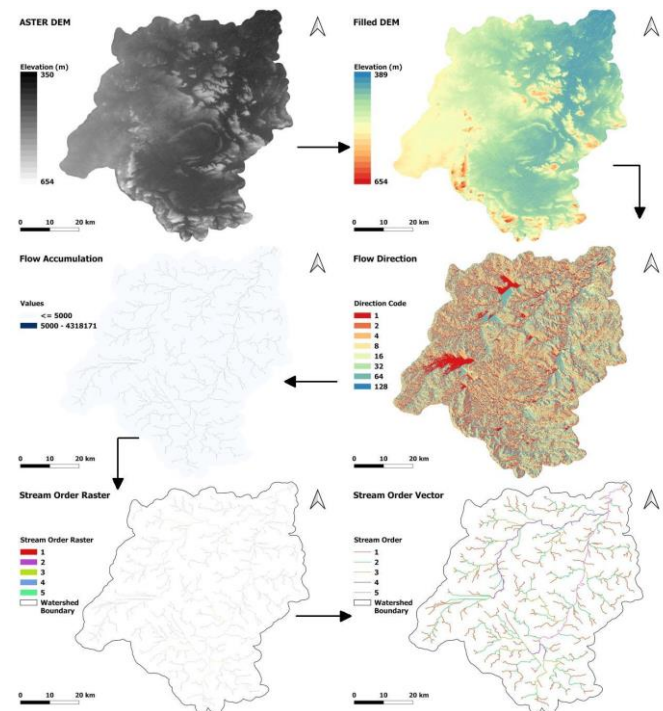 ASTER DEM
Elevation (m)
350
654
0 10 20 km
Filled DEM
Elevation (m)
389
654
0 10 20 km
Flow Accumulation
Values
<= 5000
5000 - 4318171
0 10 20 km
Flow Direction
Direction Code
1
2
4
8
16
32
64
128
0 10 20 km
Stream Order Raster
Stream Order Raster
1
2
3
4
5
Watershed
Boundary
0 10 20 km
Stream Order Vector
Stream Order
1
2
3
4
5
Watershed
Boundary
0 10 20 km